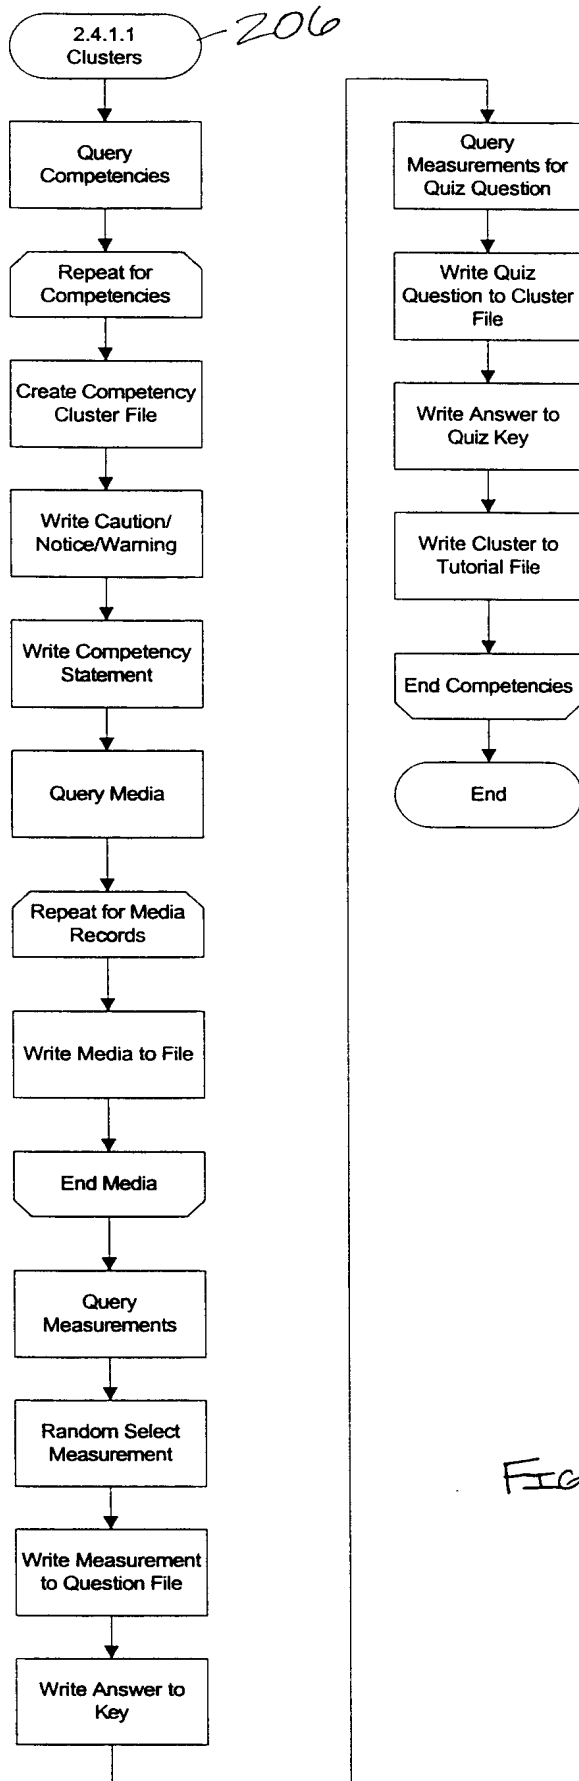 2.4.1.1
Clusters
206
Query
Competencies
Repeat for
Competencies
Create Competency
Cluster File
Write Caution/
Notice/Warning
Write Competency
Statement
Query Media
Repeat for Media
Records
Write Media to File
End Media
Query
Measurements
Random Select
Measurement
Write Measurement
to Question File
Write Answer to
Key
Query
Measurements for
Quiz Question
Write Quiz
Question to Cluster
File
Write Answer to
Quiz Key
Write Cluster to
Tutorial File
End Competencies
End
FIG